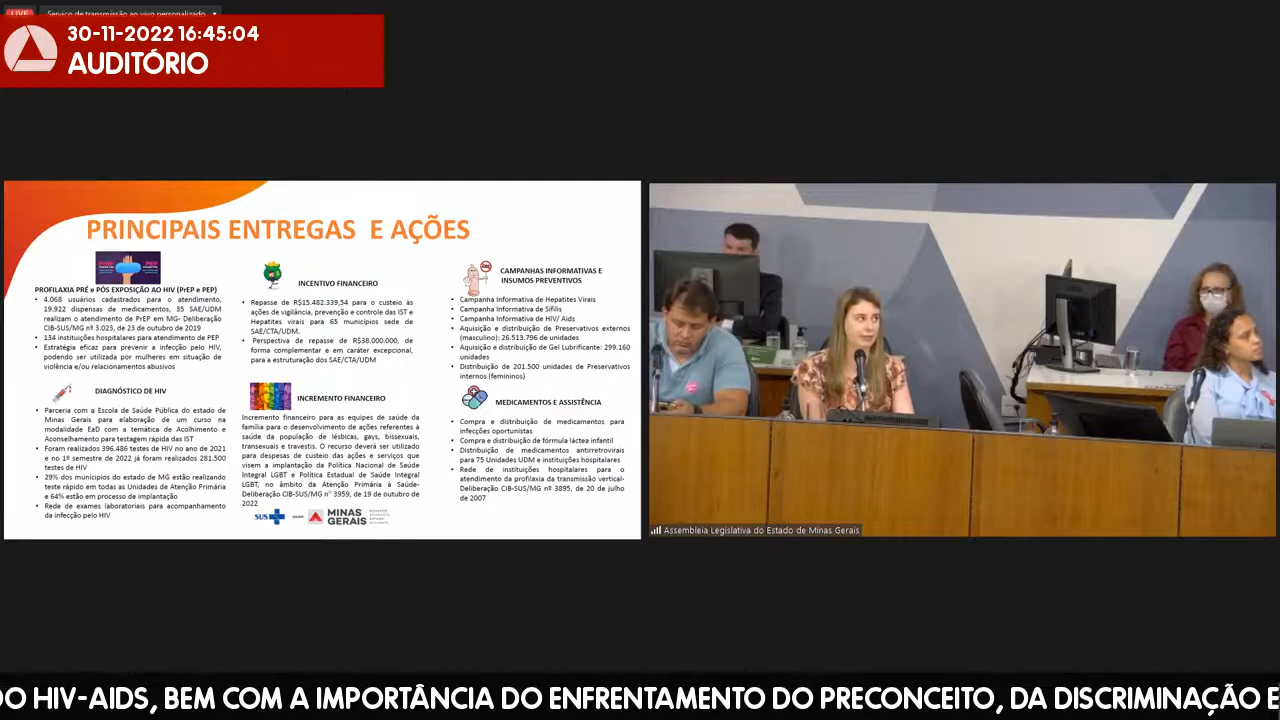 LIVE Serviço de transmissão ao vivo personalizado
30-11-2022 16:45:04
AUDITÓRIO
PRINCIPAIS ENTREGAS E AÇÕES
PROFILAXIA PRÉ e PÓS EXPOSIÇÃO AO HIV (PrEP e PEP)
• 4.068 usuários cadastrados para o atendimento,
19.922 dispensas de medicamentos, 35 SAE/UDM
realizam o atendimento de PrEP em MG- Deliberação
CIB-SUS/MG nº 3.023, de 23 de outubro de 2019
• 134 instituições hospitalares para atendimento de PEP
• Estratégia eficaz para prevenir a infecção pelo HIV,
podendo ser utilizada por mulheres em situação de
violência e/ou relacionamentos abusivos
DIAGNÓSTICO DE HIV
• Parceria com a Escola de Saúde Pública do estado de
Minas Gerais para elaboração de um curso na
modalidade EaD com a temática de Acolhimento e
Aconselhamento para testagem rápida das IST
• Foram realizados 396.486 testes de HIV no ano de 2021
e no 1º semestre de 2022 já foram realizados 281.500
testes de HIV
• 29% dos municípios do estado de MG estão realizando
teste rápido em todas as Unidades de Atenção Primária
e 64% estão em processo de implantação
• Rede de exames laboratoriais para acompanhamento
da infecção pelo HIV
INCENTIVO FINANCEIRO
• Repasse de R$15.482.339,54 para o custeio às
ações de vigilância, prevenção e controle das IST e
Hepatites virais para 65 municípios sede de
SAE/CTA/UDM.
• Perspectiva de repasse de R$38.000.000, de
forma complementar e em caráter excepcional,
para a estruturação dos SAE/CTA/UDM
INCREMENTO FINANCEIRO
Incremento financeiro para as equipes de saúde da
família para o desenvolvimento de ações referentes à
saúde da população de lésbicas, gays, bissexuais,
transexuais e travestis. O recurso deverá ser utilizado
para despesas de custeio das ações e serviços que
visem a implantação da Política Nacional de Saúde
Integral LGBT e Política Estadual de Saúde Integral
LGBT, no âmbito da Atenção Primária à Saúde-
Deliberação CIB-SUS/MG n° 3959, de 19 de outubro de
2022
SUS
SAÚDE
MINAS
GERAIS
CAMPANHAS INFORMATIVAS E
INSUMOS PREVENTIVOS
• Campanha Informativa de Hepatites Virais
• Campanha Informativa de Sífilis
• Campanha Informativa de HIV/ Aids
• Aquisição e distribuição de Preservativos externos
(masculino): 26.513.796 de unidades
• Aquisição e distribuição de Gel Lubrificante: 299.160
unidades
• Distribuição de 201.500 unidades de Preservativos
internos (femininos)
MEDICAMENTOS E ASSISTÊNCIA
• Compra e distribuição de medicamentos para
infecções oportunistas
• Compra e distribuição de fórmula láctea infantil
• Distribuição de medicamentos antirretrovirais
para 75 Unidades UDM e instituições hospitalares
• Rede de instituições hospitalares para o
atendimento da profilaxia da transmissão vertical-
Deliberação CIB-SUS/MG nº 3895, de 20 de julho
de 2007
Assembleia Legislativa do Estado de Minas Gerais
DO HIV-AIDS, BEM COM A IMPORTÂNCIA DO ENFRENTAMENTO DO PRECONCEITO, DA DISCRIMINAÇÃO E